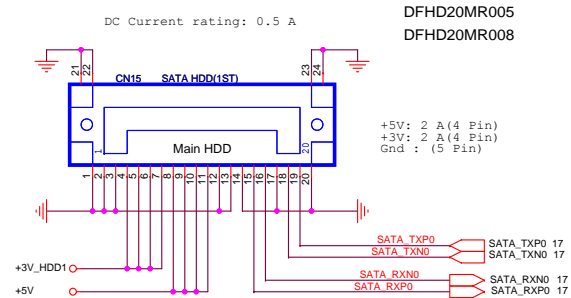 DC Current rating: 0.5 A
DFHD20MR005
DFHD20MR008
21
22
23
24
CN15 SATA HDD(1ST)
1
20
Main HDD
+5V: 2 A(4 Pin)
+3V: 2 A(4 Pin)
Gnd : (5 Pin)
1 2 3 4 5 6 7 8 9 10 11 12 13 14 15 16 17 18 19 20
SATA_TXP0 SATA_TXP0 17
SATA_TXN0 SATA_TXN0 17
+3V_HDD1
SATA_RXN0 SATA_RXN0 17
+5V
SATA_RXP0 SATA_RXP0 17